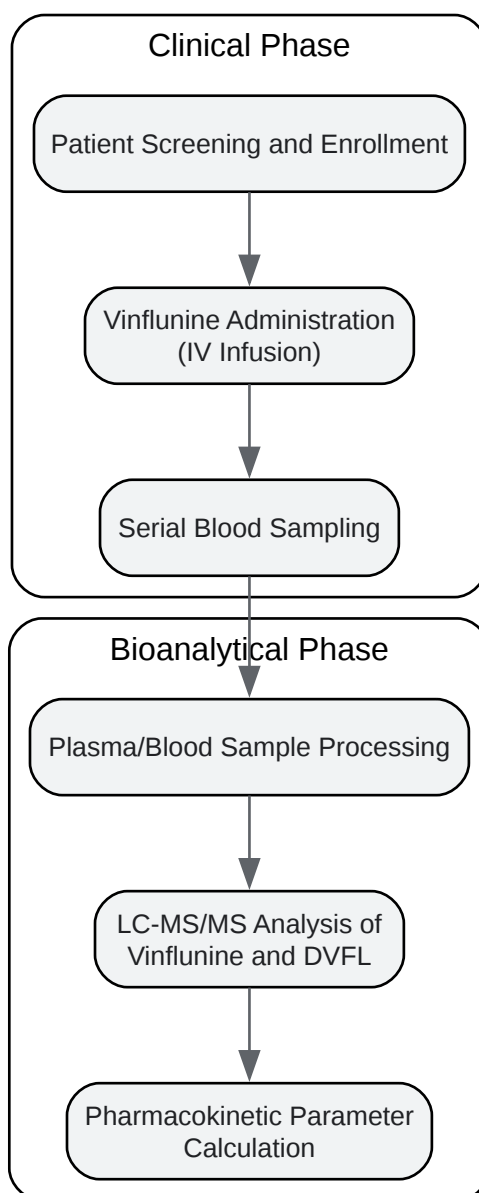 Clinical Phase
Patient Screening and Enrollment
Vinflunine Administration
(IV Infusion)
Serial Blood Sampling
Bioanalytical Phase
Plasma/Blood Sample Processing
LC-MS/MS Analysis of
Vinflunine and DVFL
Pharmacokinetic Parameter
Calculation